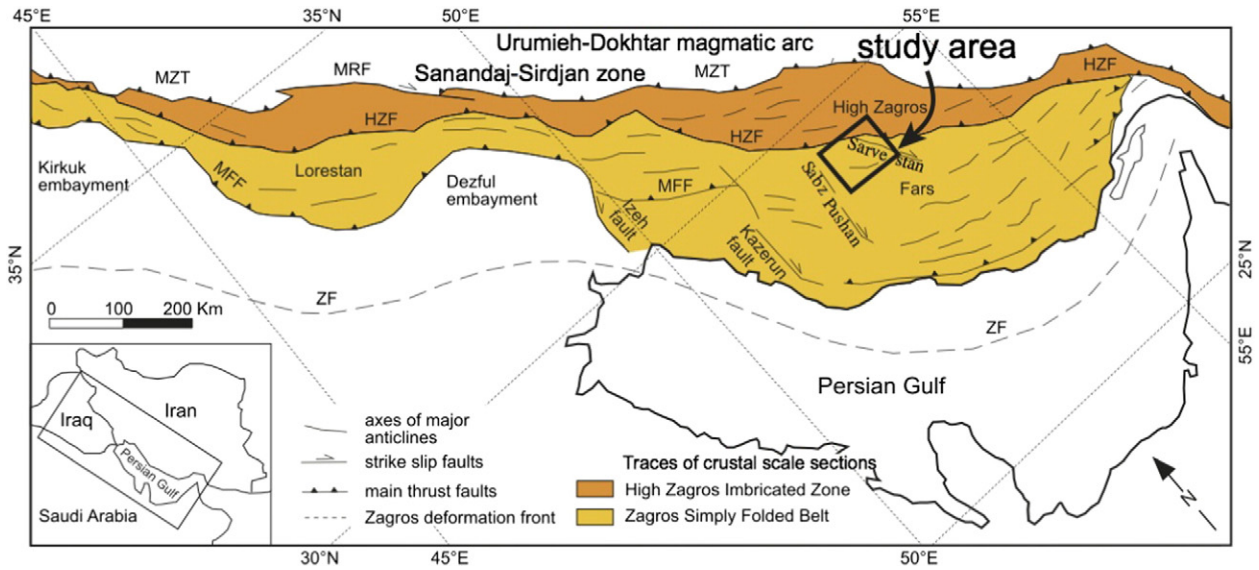 45°E 35°N 50°E 55°E
Urumieh-Dokhtar magmatic arc
study area
MZT MRF Sanandaj-Sirdjan zone MZT HZF
HZF HZF High Zagros
Kirkuk
embayment
MFF
Lorestan
Dezful
embayment
MFF
Izeh
fault
Kazerun
fault
Sabz Pushan
Sarve stan
Fars
35°N
25°N
ZF
ZF
55°E
0 100 200 Km
Persian Gulf
Iraq
Iran
Persian Gulf
Saudi Arabia
axes of major
anticlines
strike slip faults
main thrust faults
Zagros deformation front
Traces of crustal scale sections
High Zagros Imbricated Zone
Zagros Simply Folded Belt
N
30°N 45°E 50°E